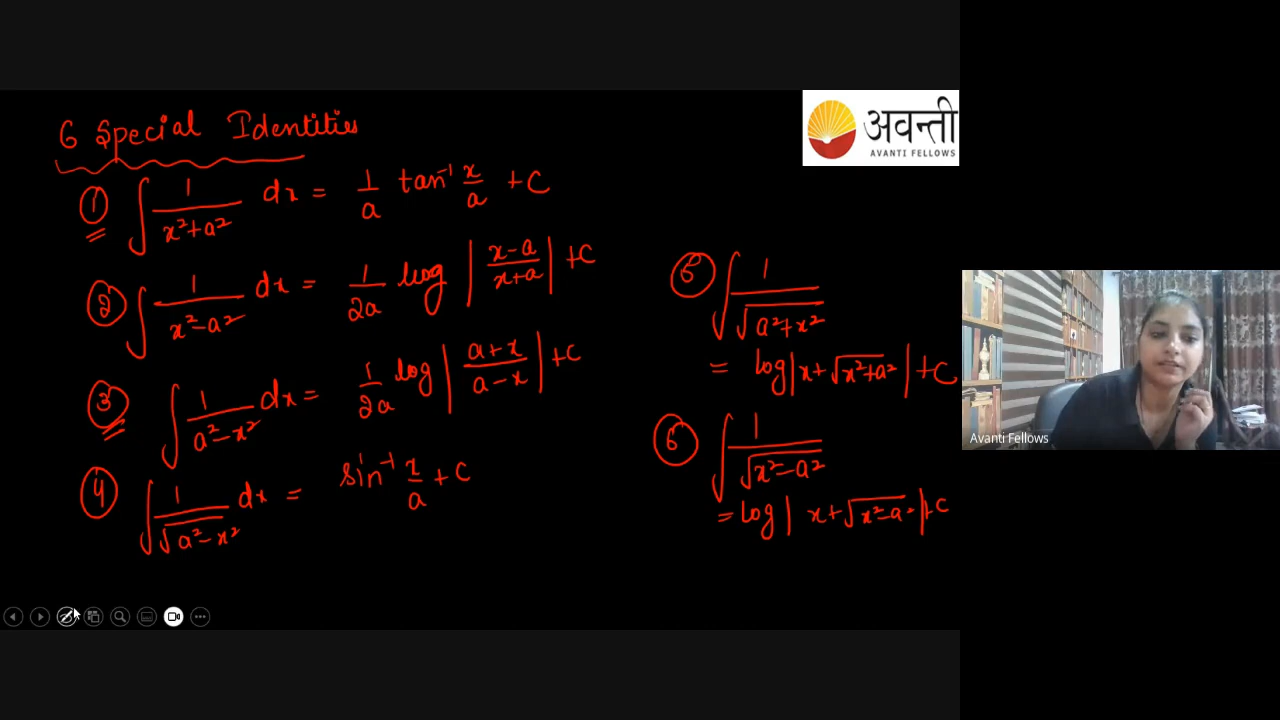 6 Special Identities
① ∫ 1/(x²+a²) dx = 1/a tan⁻¹ x/a + C
② ∫ 1/(x²-a²) dx = 1/2a log |(x-a)/(x+a)| + C
③ ∫ 1/(a²-x²) dx = 1/2a log |(a+x)/(a-x)| + C
④ ∫ 1/√(a²-x²) dx = sin⁻¹ x/a + C
⑤ ∫ 1/√(a²+x²)
= log|x+√(x²+a²)| + C
⑥ ∫ 1/√(x²-a²)
= log| x+√(x²-a·)| + C
अवन्ती
AVANTI FELLOWS
Avanti Fellows